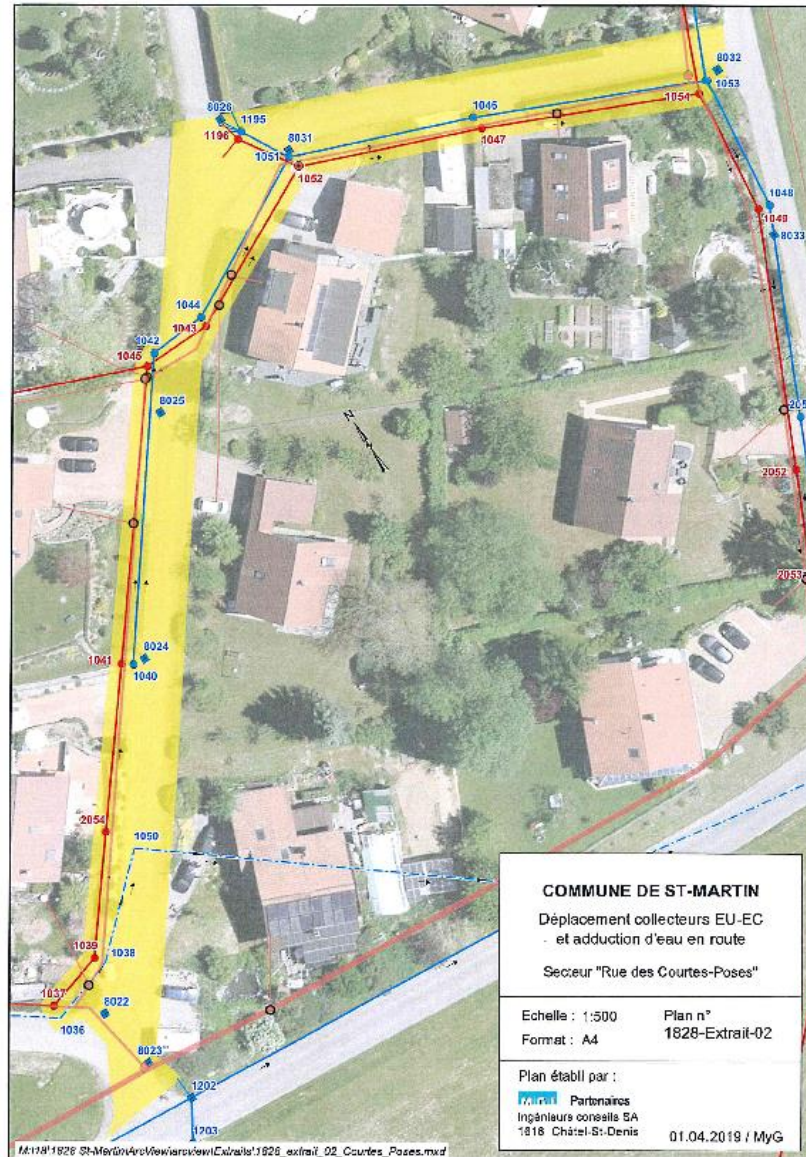 8032
1053
1054
8026
1195
1196
1046
8031
1051
1047
1052
1048
1049
8033
1044
1043
1042
1045
8025
2052
2053
8024
1041
1040
2054
1050
1039
1038
1037
8022
1036
8023
1202
1203
N
COMMUNE DE ST-MARTIN
Déplacement collecteurs EU-EC
et adduction d'eau en route
Secteur "Rue des Courtes-Poses"
Echelle : 1:500
Plan n°
Format : A4
1828-Extrait-02
Plan établi par :
Partenaires
Ingénieurs conseils SA
1618 Châtel-St-Denis
01.04.2019 / MyG